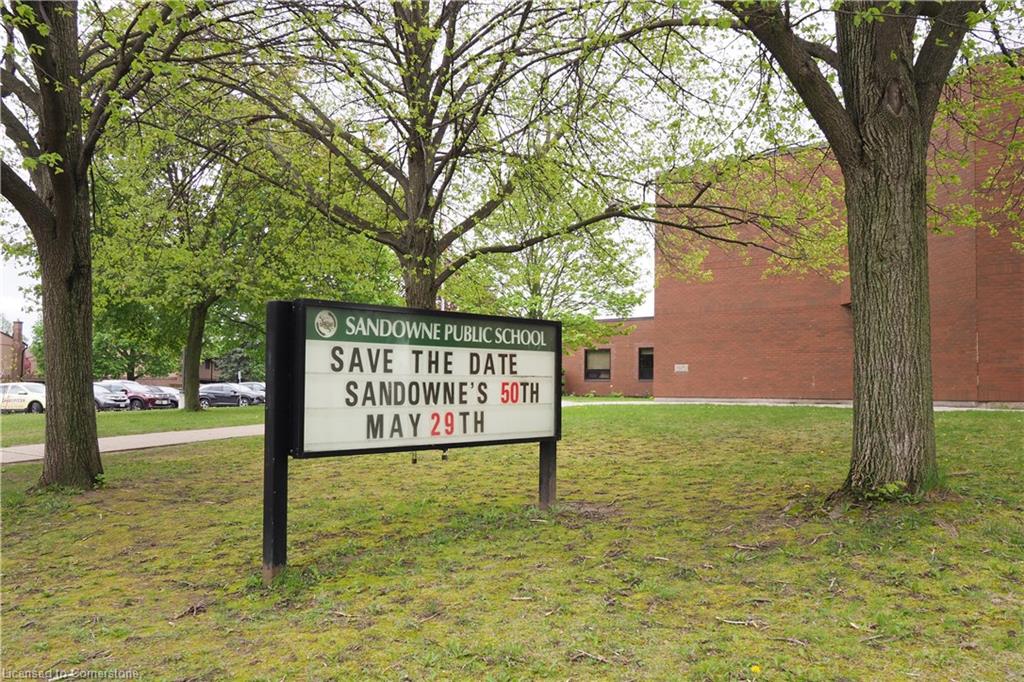 SANDOWNE PUBLIC SCHOOL
SAVE THE DATE
SANDOWNE'S 50TH
MAY 29TH
Licensed to Cornerstone